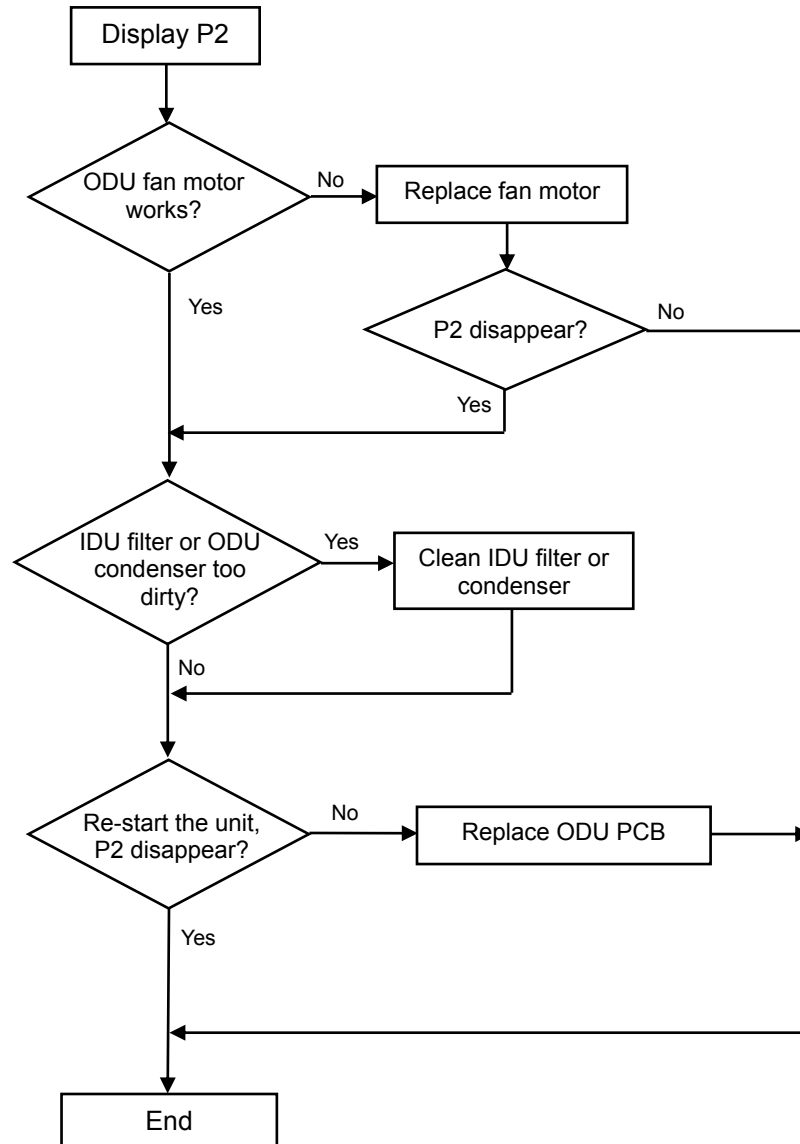 Display P2
ODU fan motor
works?
No
Replace fan motor
Yes
P2 disappear?
No
Yes
IDU filter or ODU
condenser too
dirty?
Yes
Clean IDU filter or
condenser
No
Re-start the unit,
P2 disappear?
No
Replace ODU PCB
Yes
End